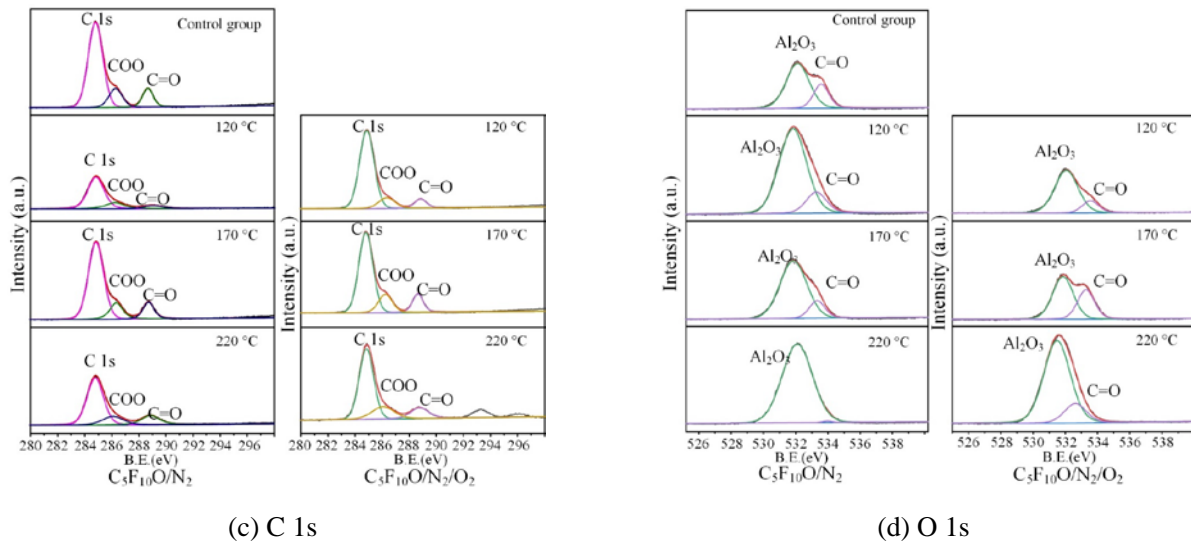 C 1s
Control group
COO
C=O
120 °C
C 1s
COO
C=O
170 °C
C 1s
COO
C=O
220 °C
C 1s
COO
C=O
Intensity (a.u.)
280 282 284 286 288 290 292 294 296
B.E.(eV)
C₅F₁₀O/N₂
120 °C
C 1s
COO
C=O
170 °C
C 1s
COO
C=O
220 °C
C 1s
COO
C=O
Intensity (a.u.)
280 282 284 286 288 290 292 294 296
B.E.(eV)
C₅F₁₀O/N₂/O₂
(c) C 1s
Control group
Al₂O₃
C=O
120 °C
Al₂O₃
C=O
170 °C
Al₂O₃
C=O
220 °C
Al₂O₃
Intensity (a.u.)
526 528 530 532 534 536 538
B.E.(eV)
C₅F₁₀O/N₂
120 °C
Al₂O₃
C=O
170 °C
Al₂O₃
C=O
220 °C
Al₂O₃
C=O
Intensity (a.u.)
526 528 530 532 534 536 538
B.E.(eV)
C₅F₁₀O/N₂/O₂
(d) O 1s